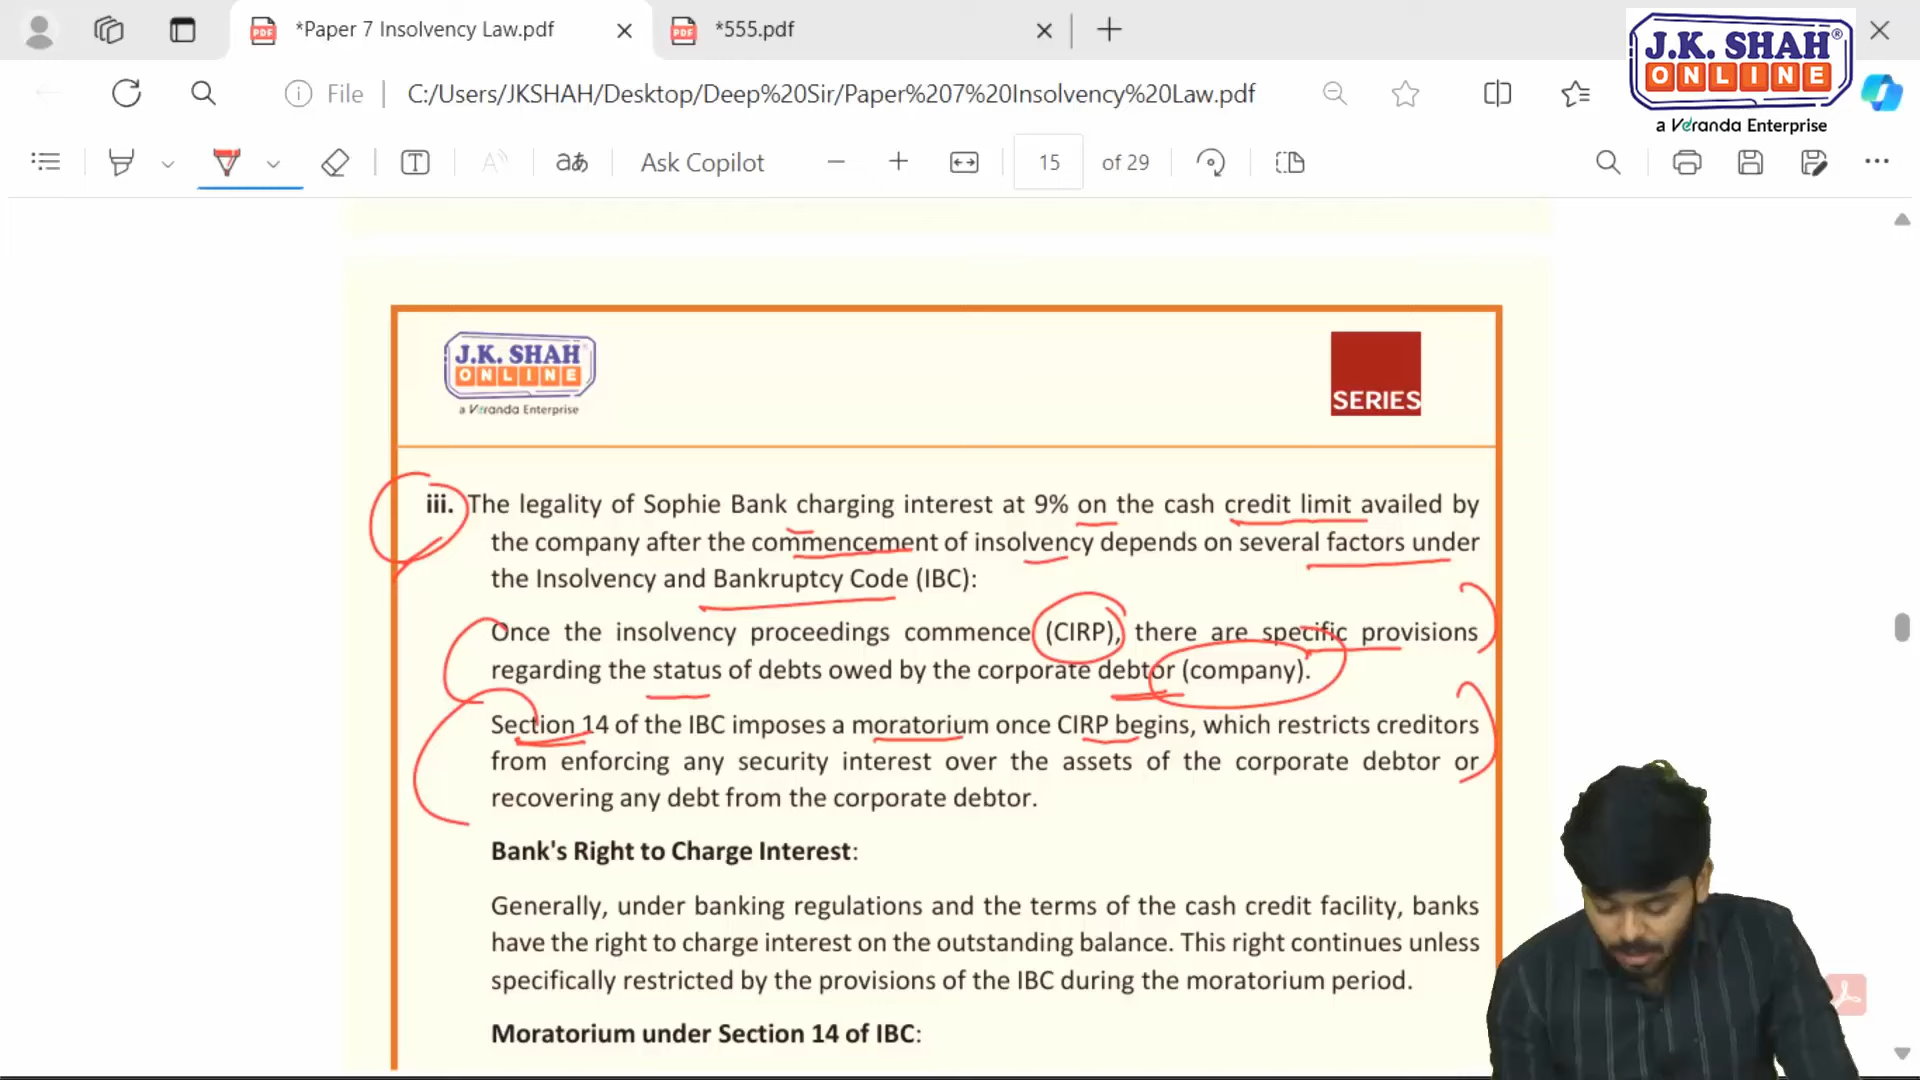 *Paper 7 Insolvency Law.pdf
*555.pdf
J.K. SHAH®
ONLINE
a Veranda Enterprise
File
C:/Users/JKSHAH/Desktop/Deep%20Sir/Paper%207%20Insolvency%20Law.pdf
aあ
Ask Copilot
15 of 29
J.K. SHAH
ONLINE
a Veranda Enterprise
SERIES
iii. The legality of Sophie Bank charging interest at 9% on the cash credit limit availed by
the company after the commencement of insolvency depends on several factors under
the Insolvency and Bankruptcy Code (IBC):
Once the insolvency proceedings commence (CIRP), there are specific provisions
regarding the status of debts owed by the corporate debtor (company).
Section 14 of the IBC imposes a moratorium once CIRP begins, which restricts creditors
from enforcing any security interest over the assets of the corporate debtor or
recovering any debt from the corporate debtor.
Bank's Right to Charge Interest:
Generally, under banking regulations and the terms of the cash credit facility, banks
have the right to charge interest on the outstanding balance. This right continues unless
specifically restricted by the provisions of the IBC during the moratorium period.
Moratorium under Section 14 of IBC: